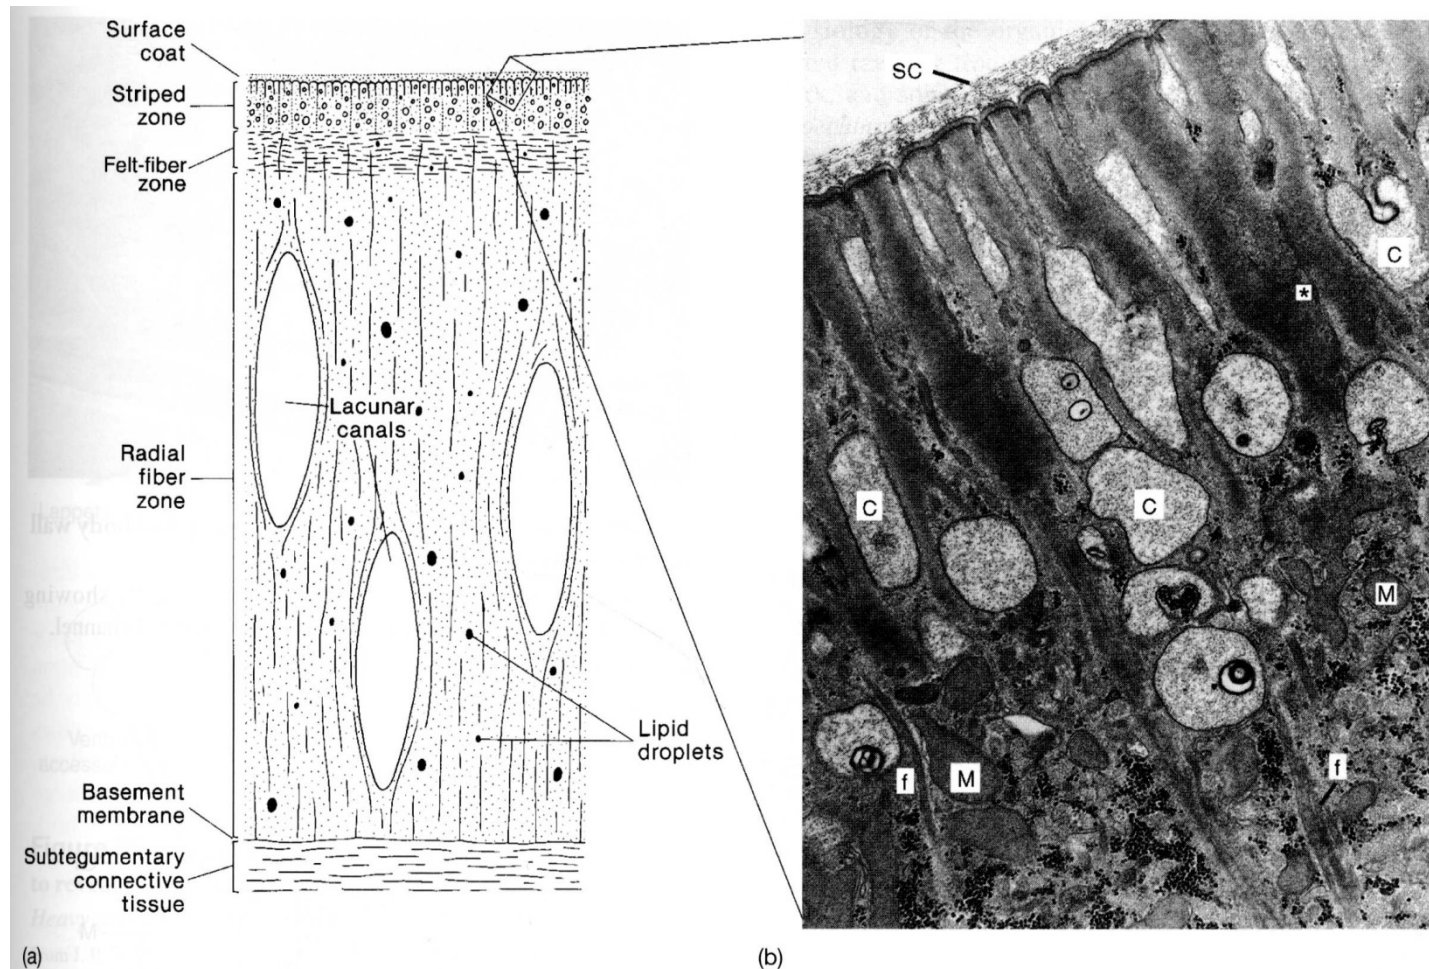 Surface
coat
Striped
zone
Felt-fiber
zone
Lacunar
canals
Radial
fiber
zone
Lipid
droplets
Basement
membrane
Subtegumentary
connective
tissue
(a)
SC
C
*
C
C
M
M
f
f
(b)